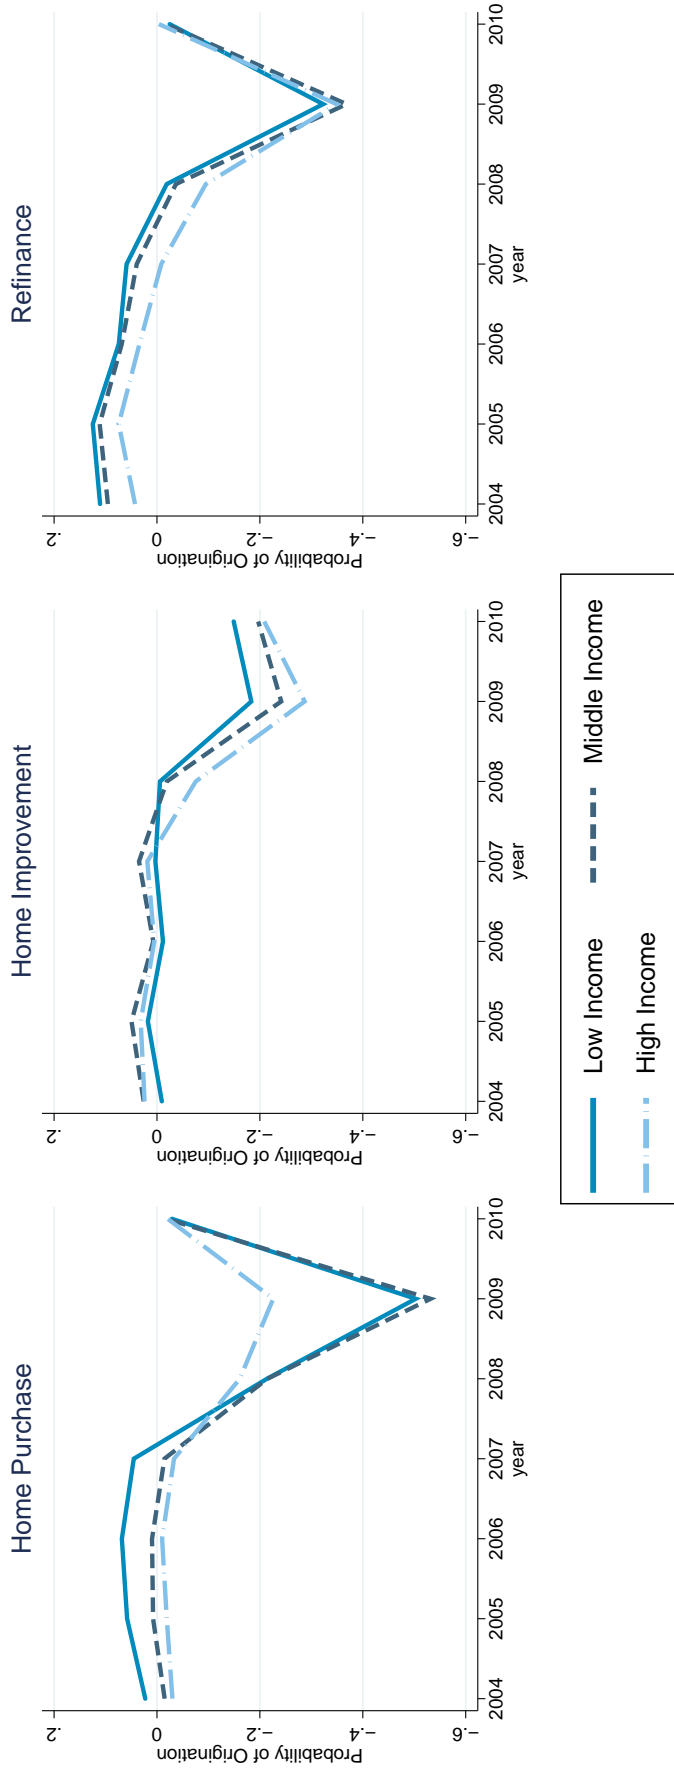 Home Purchase
Probability of Origination
.2
0
-.2
-.4
-.6
2004 2005 2006 2007 2008 2009 2010
year
Home Improvement
Probability of Origination
.2
0
-.2
-.4
-.6
2004 2005 2006 2007 2008 2009 2010
year
Refinance
Probability of Origination
.2
0
-.2
-.4
-.6
2004 2005 2006 2007 2008 2009 2010
year
Low Income Middle Income
High Income